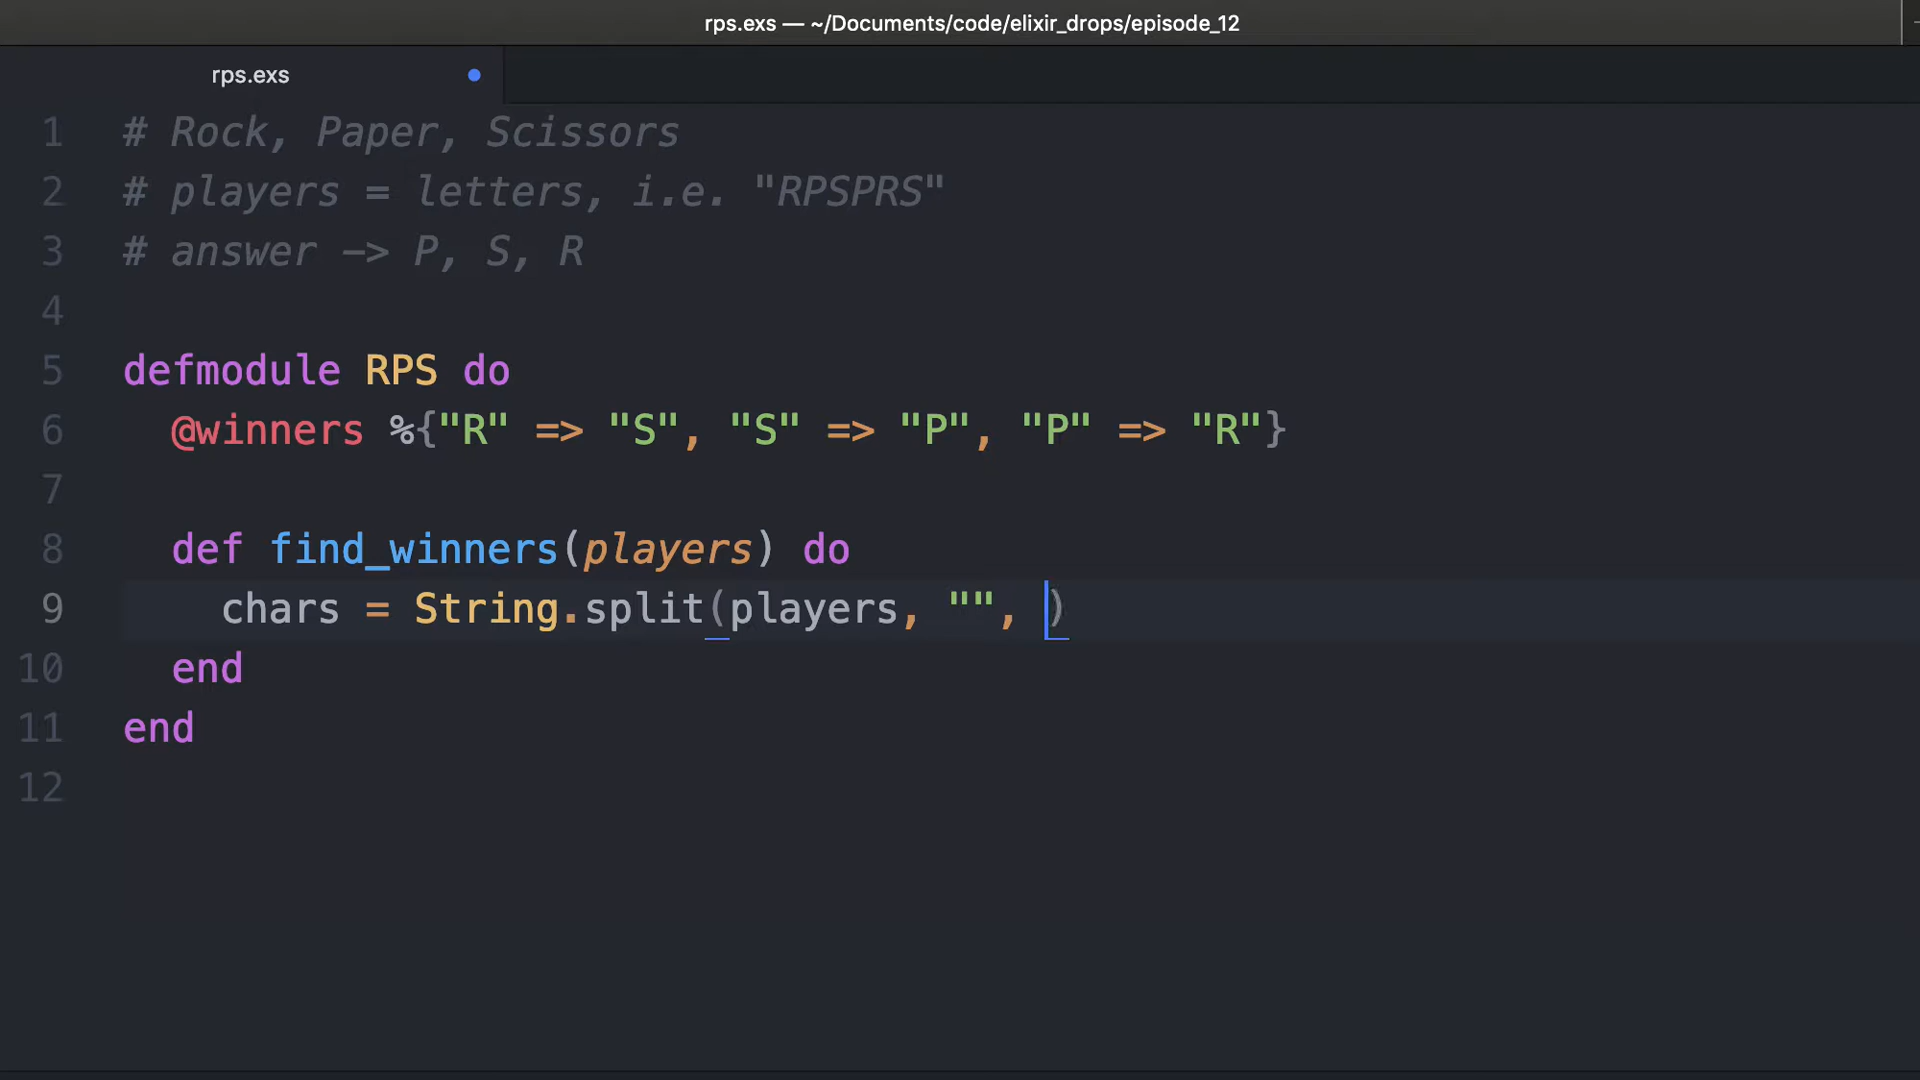 rps.exs — ~/Documents/code/elixir_drops/episode_12
rps.exs
1 # Rock, Paper, Scissors
2 # players = letters, i.e. "RPSPRS"
3 # answer -> P, S, R
4
5 defmodule RPS do
6 @winners %{"R" => "S", "S" => "P", "P" => "R"}
7
8 def find_winners(players) do
9 chars = String.split(players, "", )
10 end
11 end
12